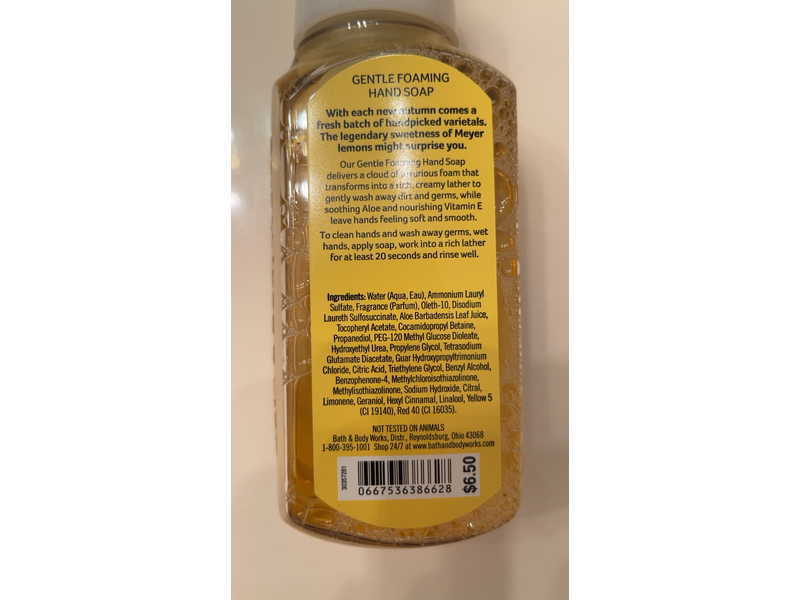 GENTLE FOAMING
HAND SOAP
With each new autumn comes a
fresh batch of handpicked varietals.
The legendary sweetness of Meyer
lemons might surprise you.
Our Gentle Foaming Hand Soap
delivers a cloud of luxurious foam that
transforms into a rich, creamy lather to
gently wash away dirt and germs, while
soothing Aloe and nourishing Vitamin E
leave hands feeling soft and smooth.
To clean hands and wash away germs, wet
hands, apply soap, work into a rich lather
for at least 20 seconds and rinse well.
Ingredients: Water (Aqua, Eau), Ammonium Lauryl
Sulfate, Fragrance (Parfum), Oleth-10, Disodium
Laureth Sulfosuccinate, Aloe Barbadensis Leaf Juice,
Tocopheryl Acetate, Cocamidopropyl Betaine,
Propanediol, PEG-120 Methyl Glucose Dioleate,
Hydroxyethyl Urea, Propylene Glycol, Tetrasodium
Glutamate Diacetate, Guar Hydroxypropyltrimonium
Chloride, Citric Acid, Triethylene Glycol, Benzyl Alcohol,
Benzophenone-4, Methylchloroisothiazolinone,
Methylisothiazolinone, Sodium Hydroxide, Citral,
Limonene, Geraniol, Hexyl Cinnamal, Linalool, Yellow 5
(CI 19140), Red 40 (CI 16035).
NOT TESTED ON ANIMALS
Bath & Body Works, Distr., Reynoldsburg, Ohio 43068
1-800-395-1001 Shop 24/7 at www.bathandbodyworks.com
30357281
0667536386628
$6.50